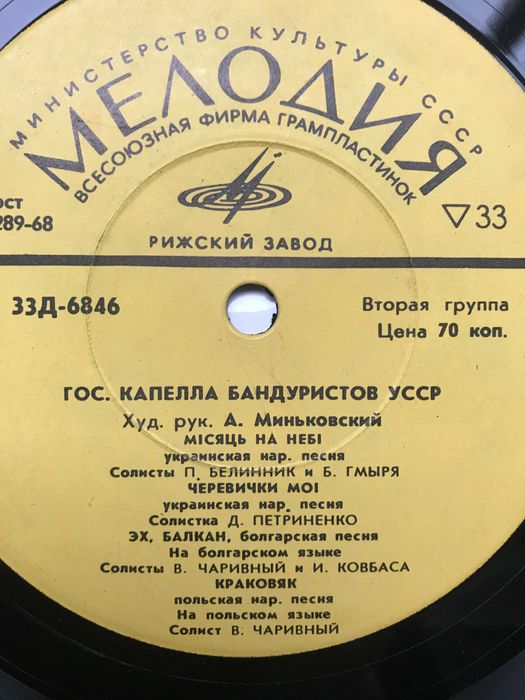 МИНИСТЕРСТВО КУЛЬТУРЫ СССР
МЕЛОДИЯ
ВСЕСОЮЗНАЯ ФИРМА ГРАМПЛАСТИНОК
ОСТ
289-68
33
РИЖСКИЙ ЗАВОД
33Д-6846
Вторая группа
Цена 70 коп.
ГОС. КАПЕЛЛА БАНДУРИСТОВ УССР
Худ. рук. А. Миньковский
МІСЯЦЬ НА НЕБІ
украинская нар. песня
Солисты П. БЕЛИННИК и Б. ГМЫРЯ
ЧЕРЕВИЧКИ МОІ
украинская нар. песня
Солистка Д. ПЕТРИНЕНКО
ЭХ, БАЛКАН, болгарская песня
На болгарском языке
Солисты В. ЧАРИВНЫЙ и И. КОВБАСА
КРАКОВЯК
польская нар. песня
На польском языке
Солист В. ЧАРИВНЫЙ